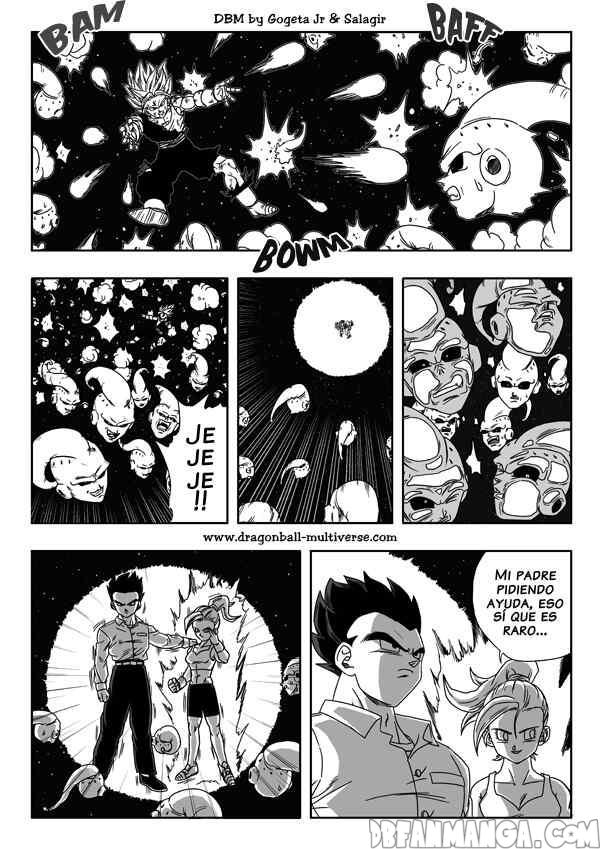 DBM by Gogeta Jr & Salagir
BAM
BAFF
BOWM
JE
JE
JE!!
www.dragonball-multiverse.com
MI PADRE
PIDIENDO
AYUDA, ESO
SÍ QUE ES
RARO...
DBFANMANGA.COM